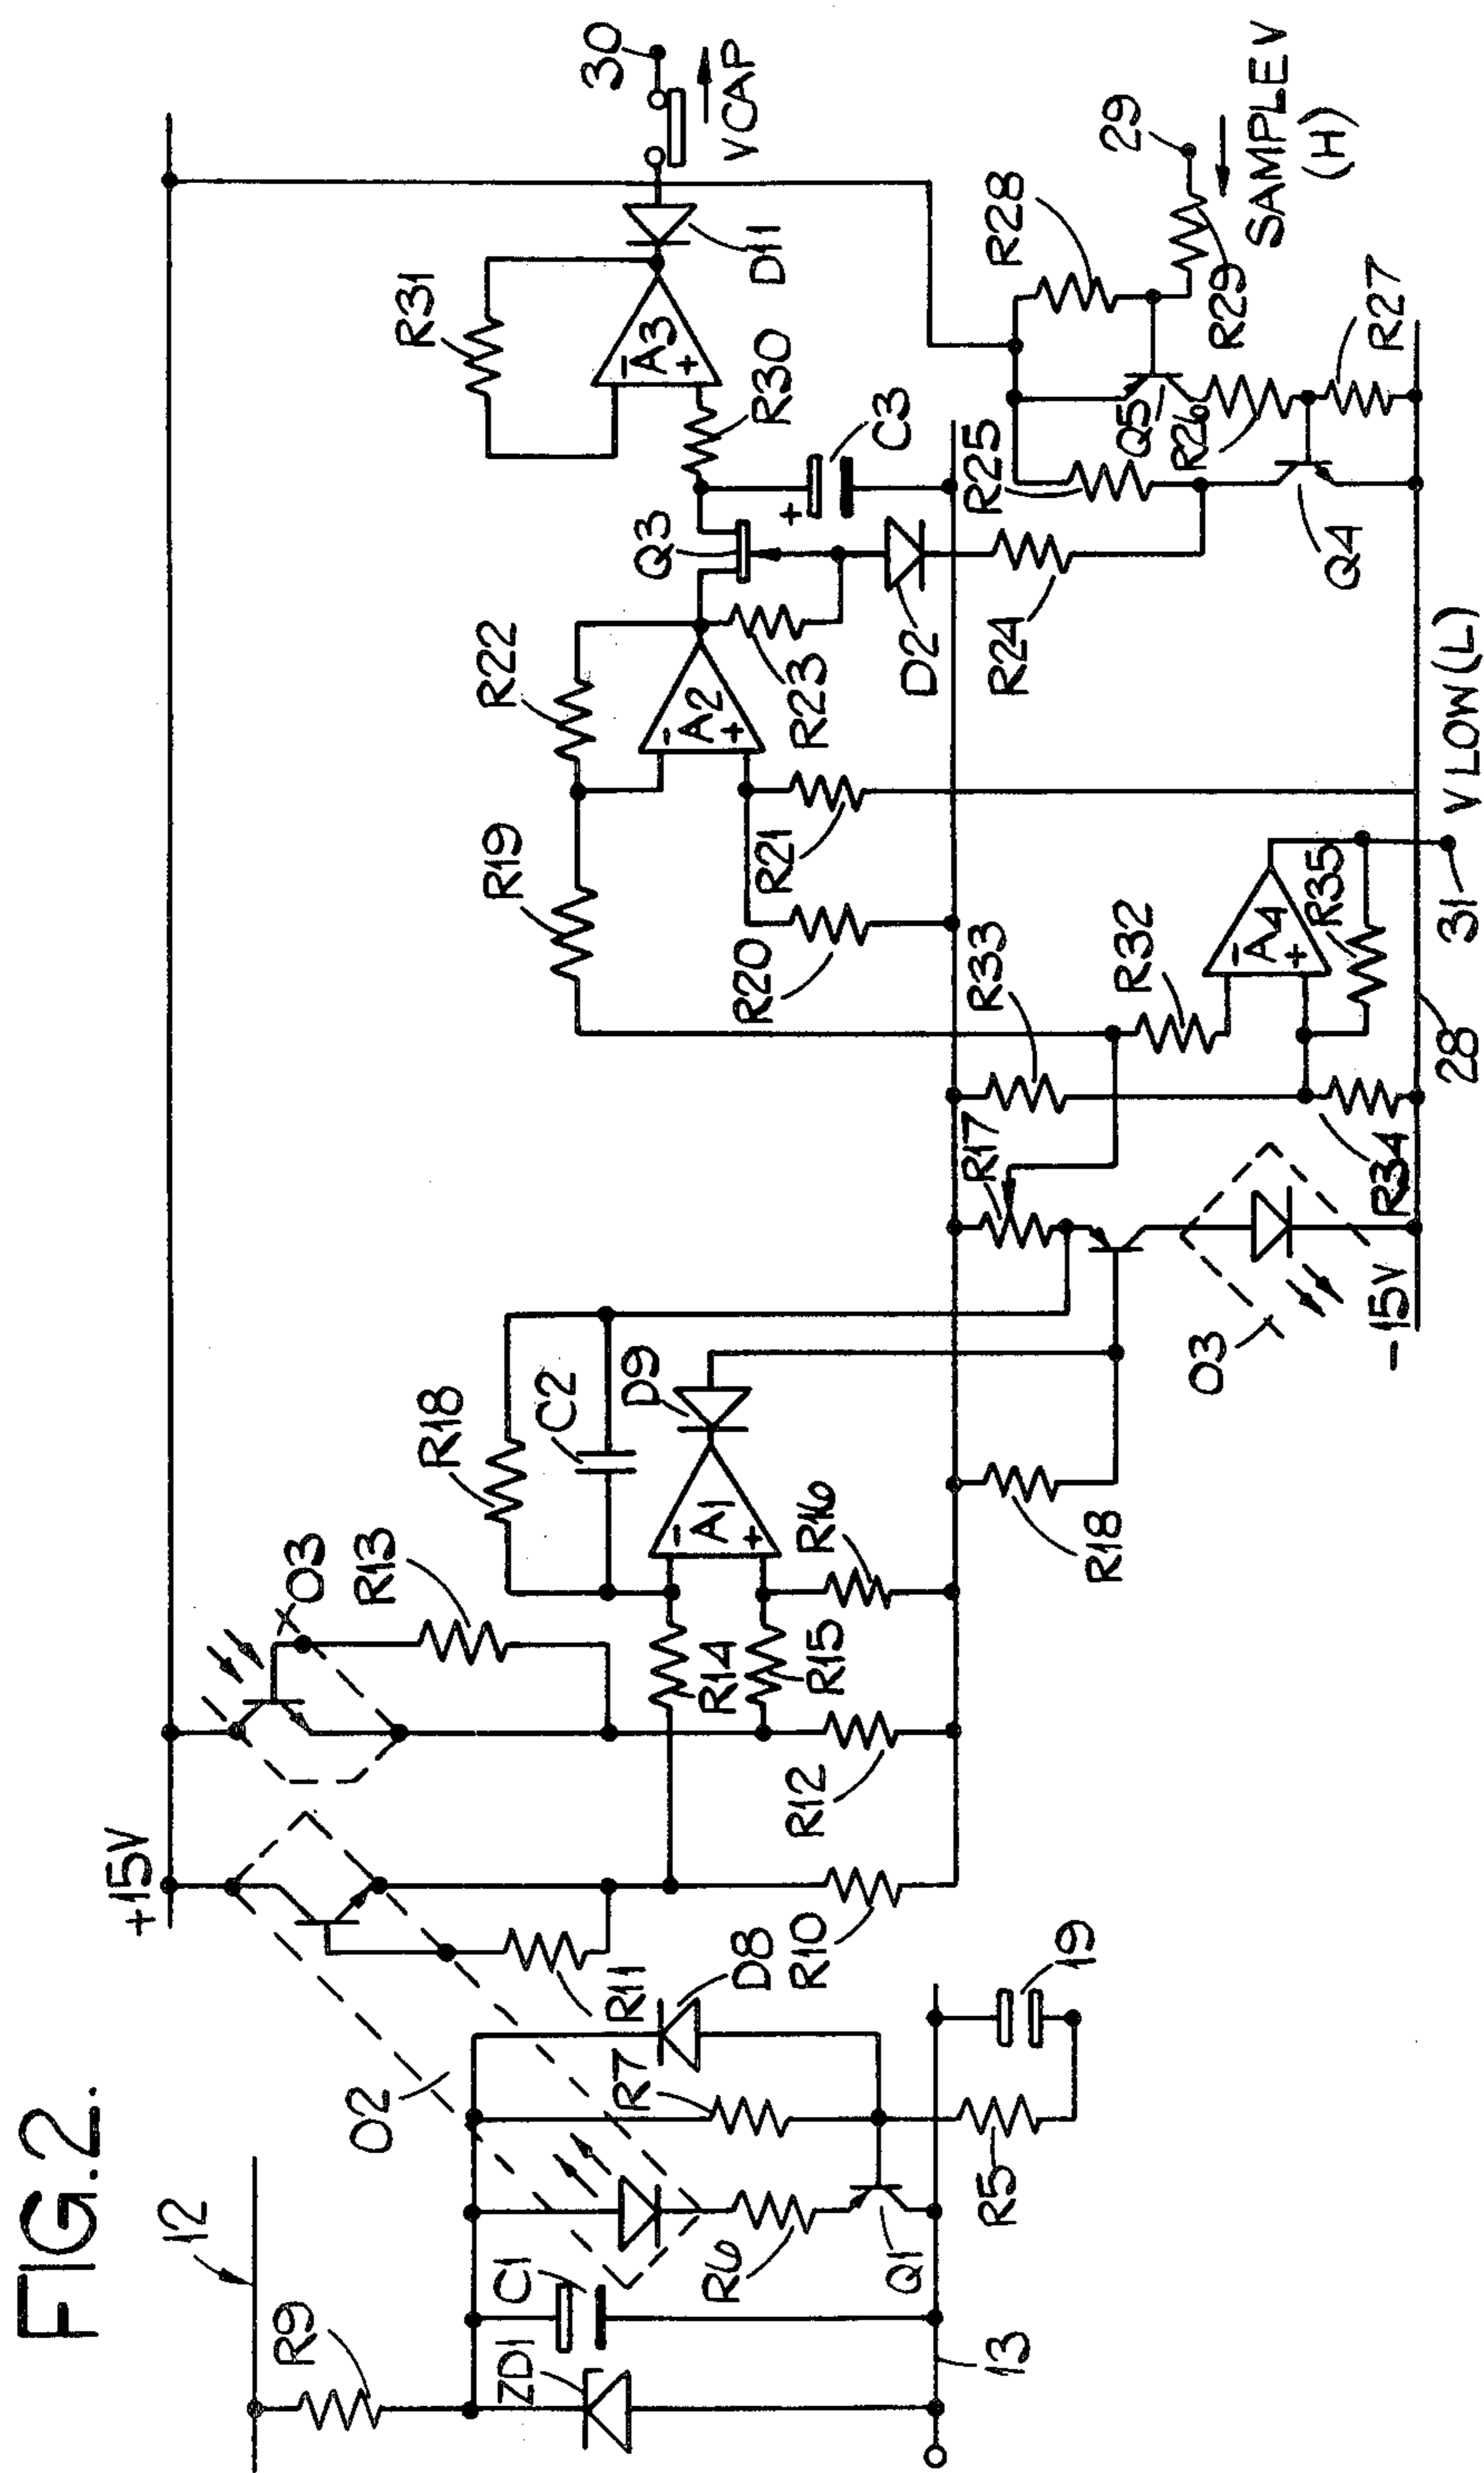 FIG.2.
12
R9
ZD1
C1
13
R6
Q1
O2
R7
R5
D8
19
R11
R10
+15V
R12
O3
R13
R14
R15
R16
R18
C2
D9
A1
-
+
R18
O3
-15V
R17
R34
R33
R32
28
A4
-
+
R35
31
V LOW(L)
R19
R20
R21
R22
A2
-
+
R23
D2
R24
Q3
C3
+
R25
Q4
Q5
R26
R27
R28
R29
29
SAMPLE V
(H)
R30
R31
A3
-
+
D11
30
VCAP